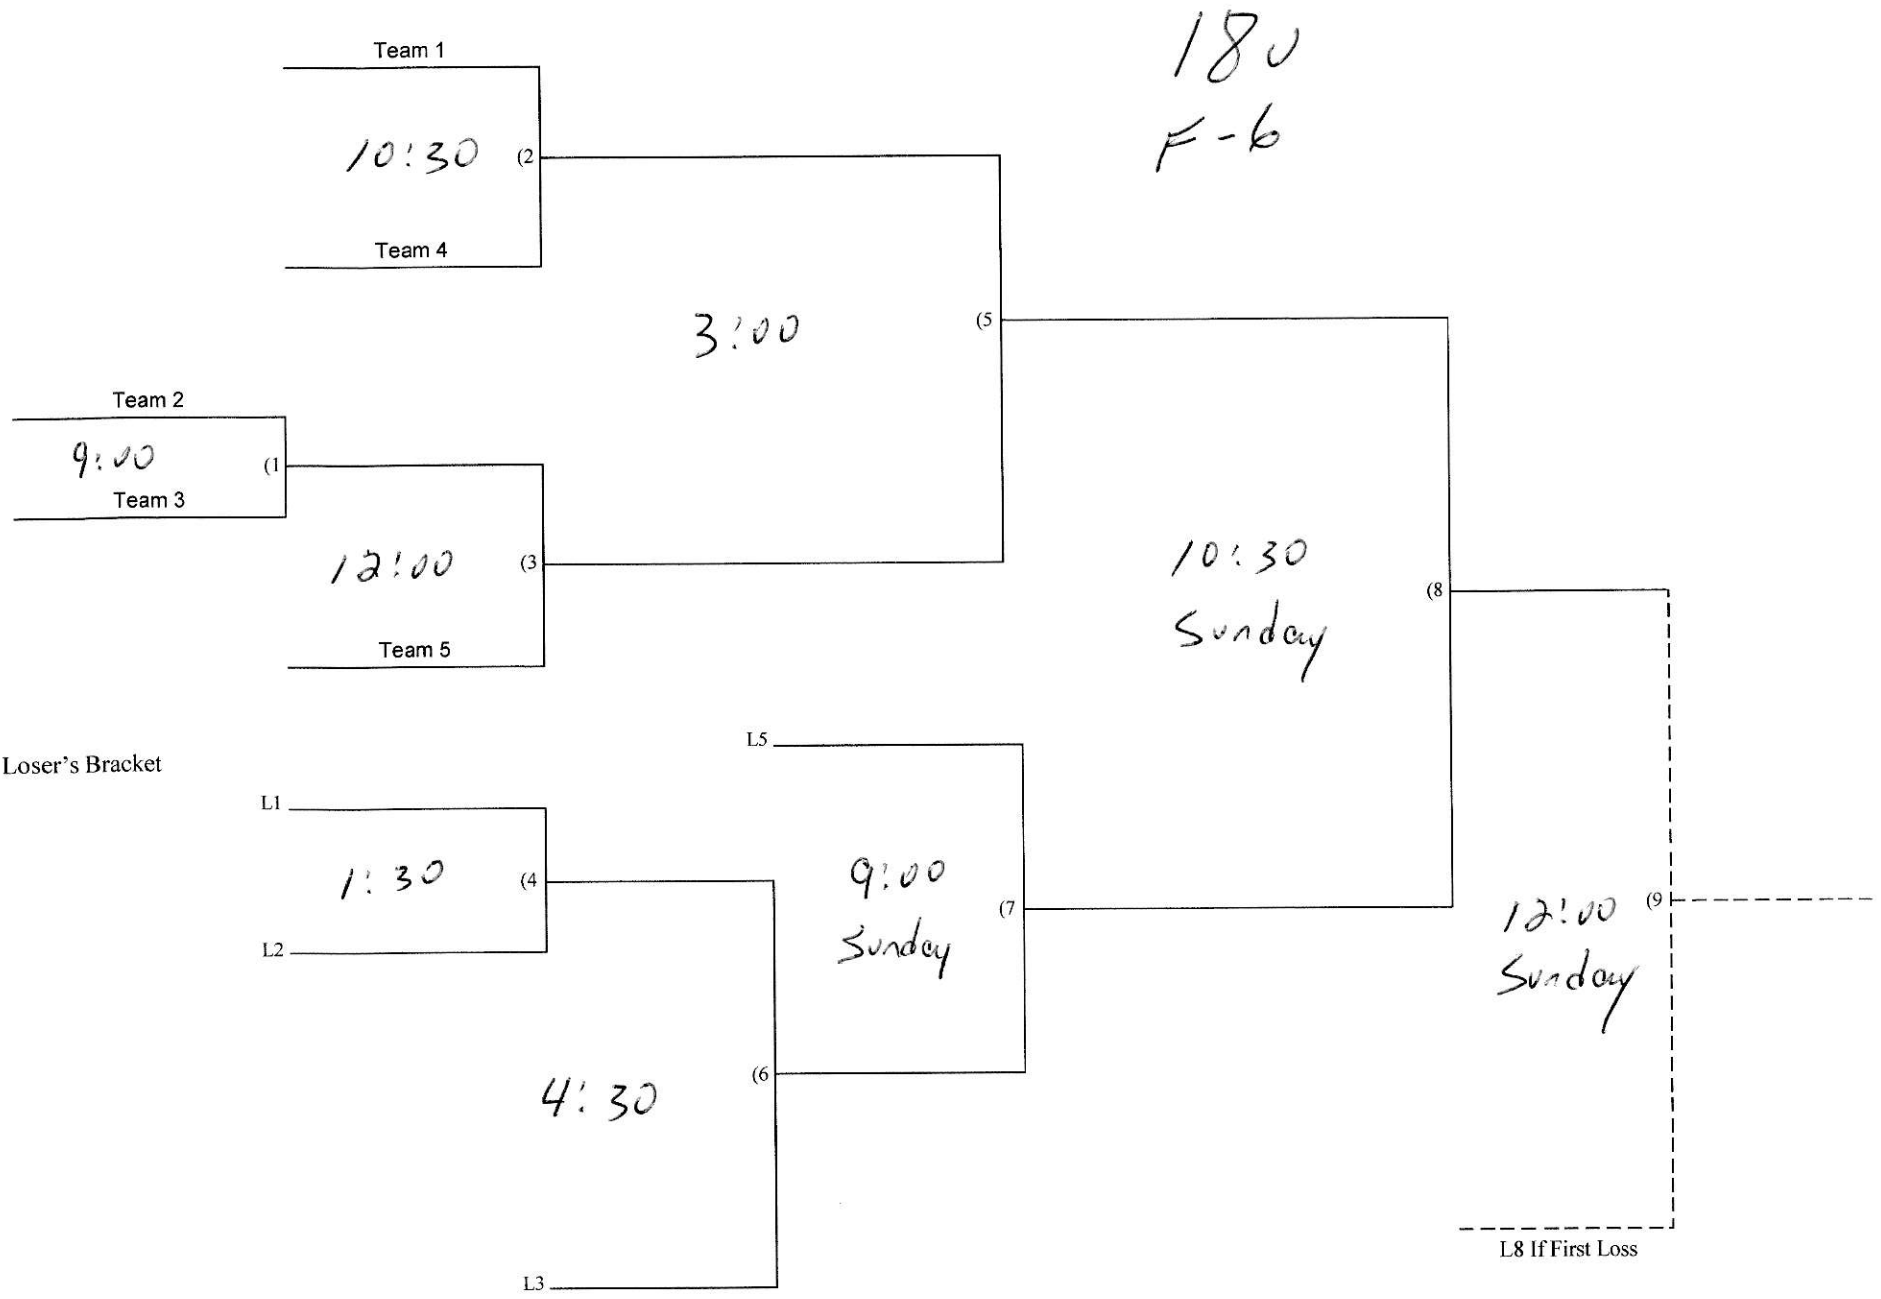 Team 1
18U
F-6
10:30 (2
Team 4
3:00 (5
Team 2
9:00 (1
Team 3
12:00 (3
Team 5
10:30
Sunday
(8
L5
Loser's Bracket
L1
1:30 (4
L2
9:00
Sunday
(7
12:00
Sunday
(9
4:30 (6
L8 If First Loss
L3